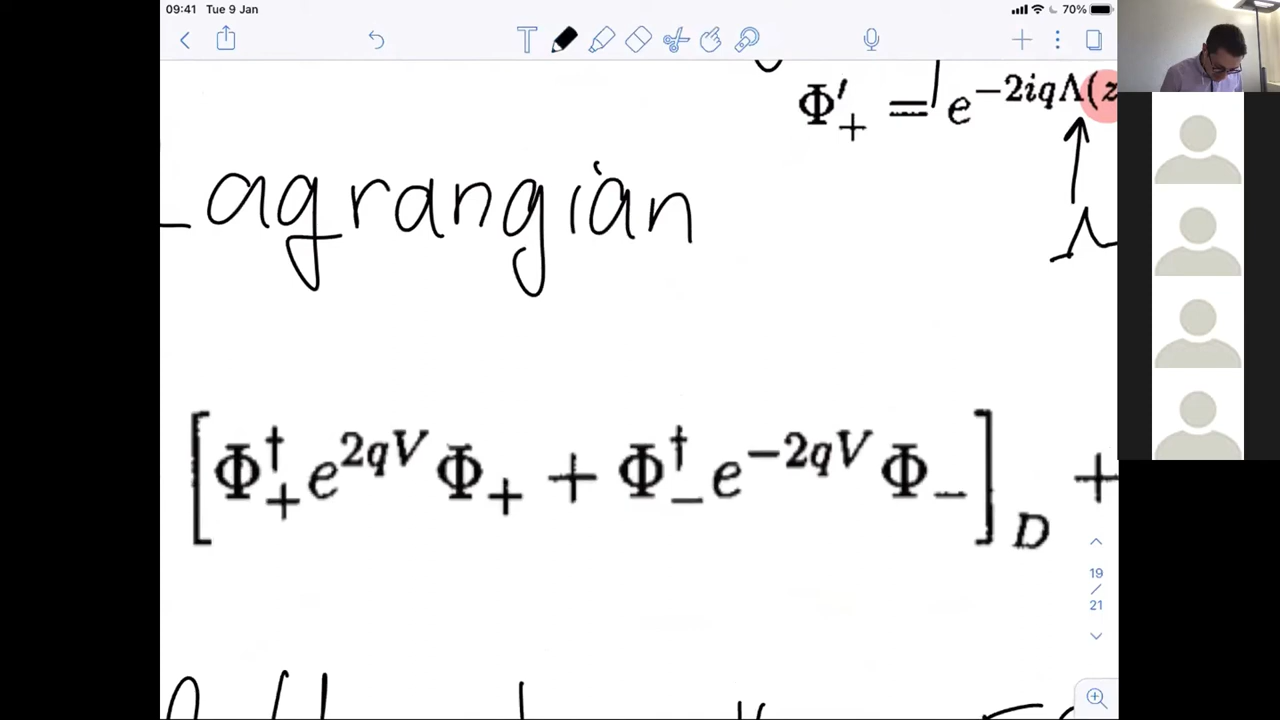 09:41 Tue 9 Jan 70%
Φ′₊ = e^{-2iqΛ(z
Lagrangian
[Φ₊† e^{2qV} Φ₊ + Φ₋† e^{-2qV} Φ₋]_D +
19
/
21